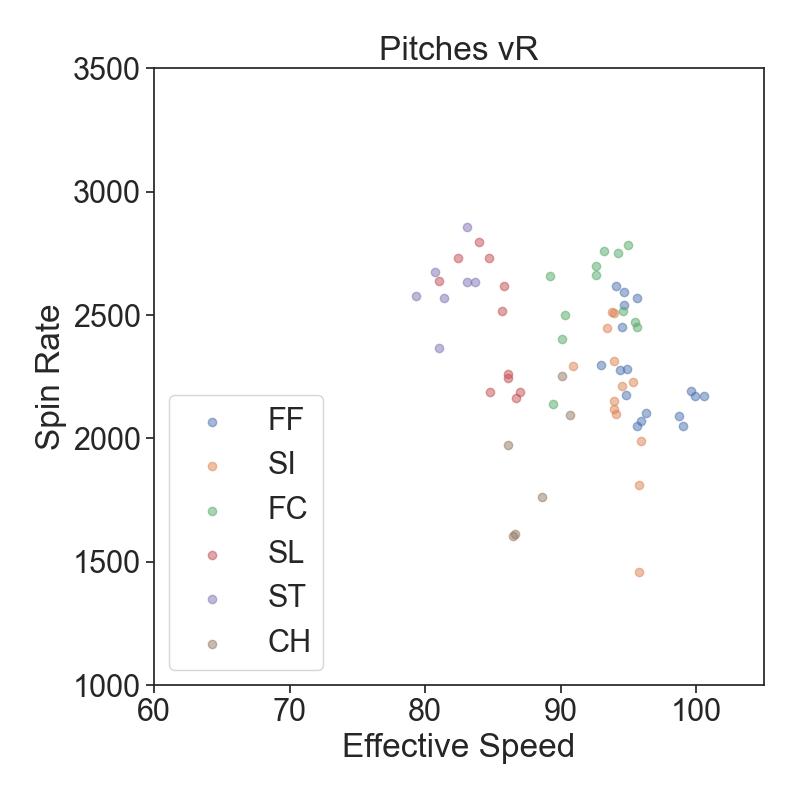 Pitches vR
3500
3000
2500
2000
1500
1000
Spin Rate
FF
SI
FC
SL
ST
CH
60 70 80 90 100
Effective Speed